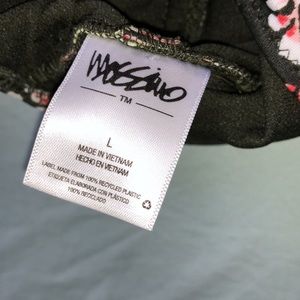 MOSSIMO
TM
L
MADE IN VIETNAM
HECHO EN VIETNAM
LABEL MADE FROM 100% RECYCLED PLASTIC
ETIQUETA ELABORADA CON PLÁSTICO
100% RECICLADO